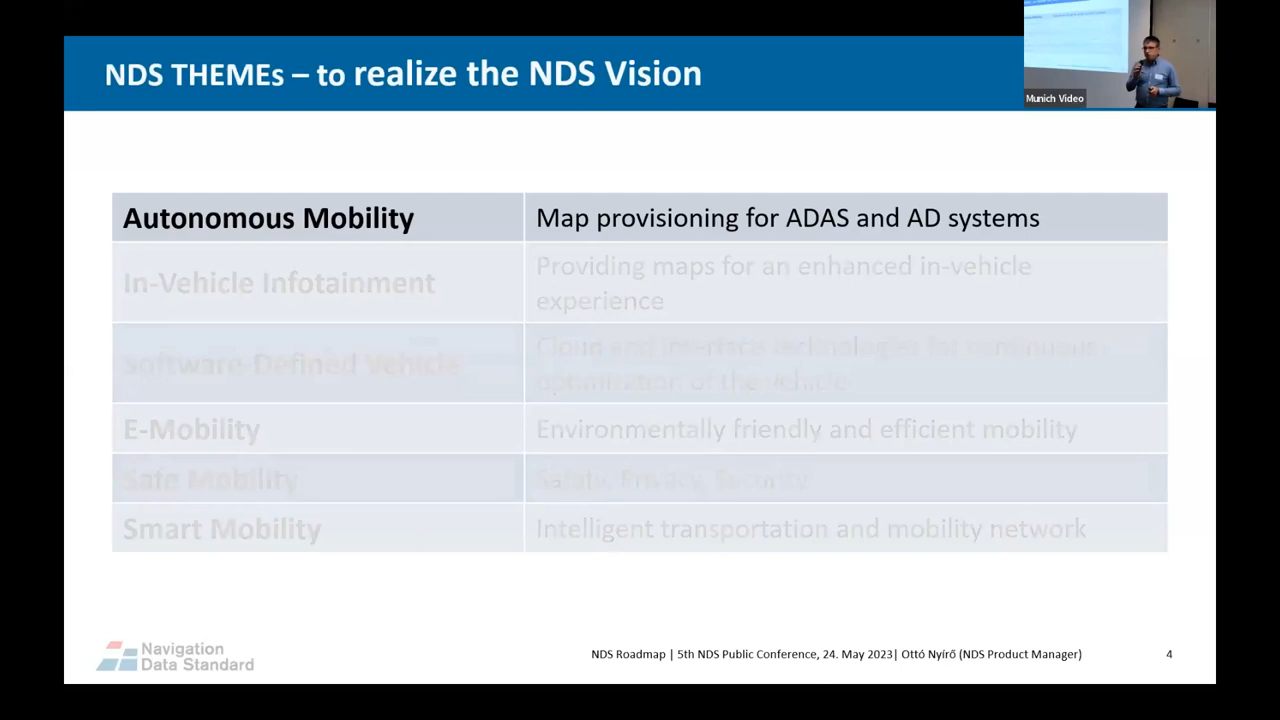 NDS THEMEs – to realize the NDS Vision
Munich Video
Autonomous Mobility
Map provisioning for ADAS and AD systems
In-Vehicle Infotainment
Providing maps for an enhanced in-vehicle
experience
Software Defined Vehicle
Cloud and interface technologies for continuous
optimization of the vehicle
E-Mobility
Environmentally friendly and efficient mobility
Safe Mobility
Safety, Privacy, Security
Smart Mobility
Intelligent transportation and mobility network
Navigation
Data Standard
NDS Roadmap | 5th NDS Public Conference, 24. May 2023| Ottó Nyírő (NDS Product Manager)
4